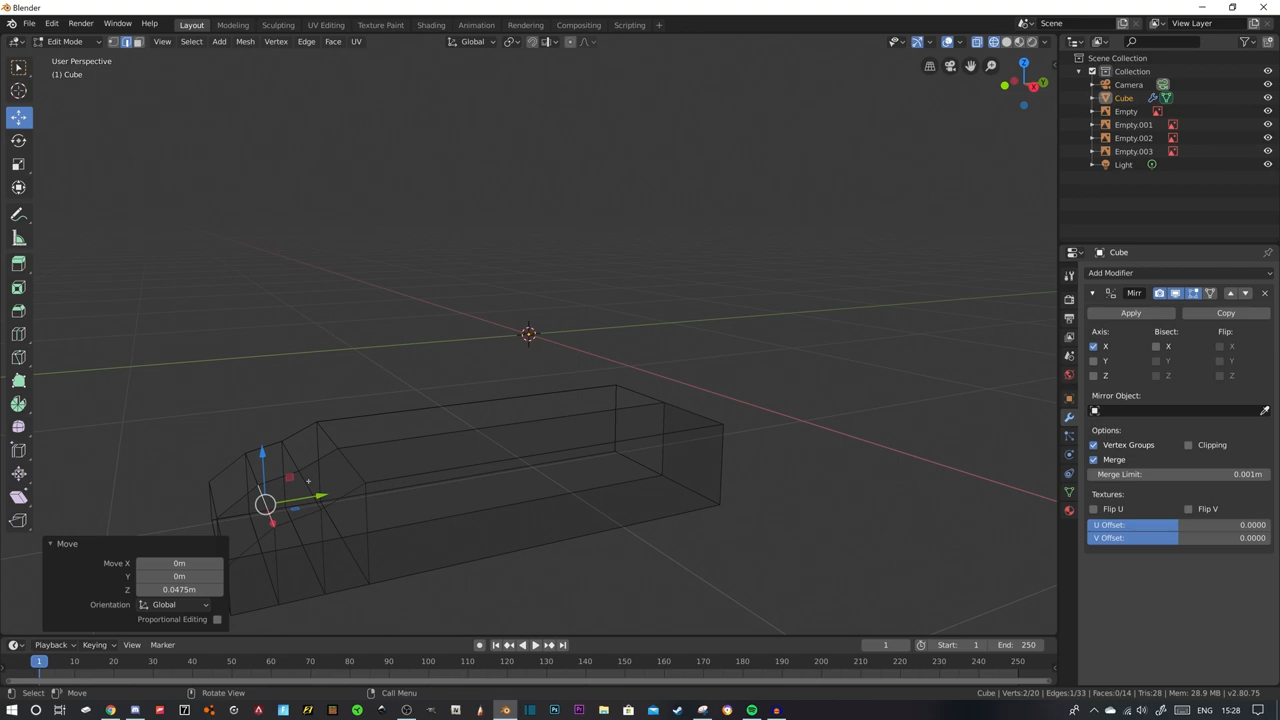 Blender
File Edit Render Window Help Layout Modeling Sculpting UV Editing Texture Paint Shading Animation Rendering Compositing Scripting + Scene View Layer
Edit Mode View Select Add Mesh Vertex Edge Face UV Global
User Perspective
(1) Cube
Z
X
Y
Scene Collection
Collection
Camera
Cube
Empty
Empty.001
Empty.002
Empty.003
Light
Cube
Add Modifier
Mirr
Apply Copy
Axis: Bisect: Flip:
X X X
Y Y Y
Z Z Z
Mirror Object:
Options:
Vertex Groups Clipping
Merge
Merge Limit: 0.001m
Textures:
Flip U Flip V
U Offset: 0.0000
V Offset: 0.0000
Move
Move X 0m
Y 0m
Z 0.0475m
Orientation Global
Proportional Editing
Playback Keying View Marker 1 Start: 1 End: 250
1 10 20 30 40 50 60 70 80 90 100 110 120 130 140 150 160 170 180 190 200 210 220 230 240 250
Select Move Rotate View Call Menu Cube | Verts:2/20 | Edges:1/33 | Faces:0/14 | Tris:28 | Mem: 28.9 MB | v2.80.75
15:28